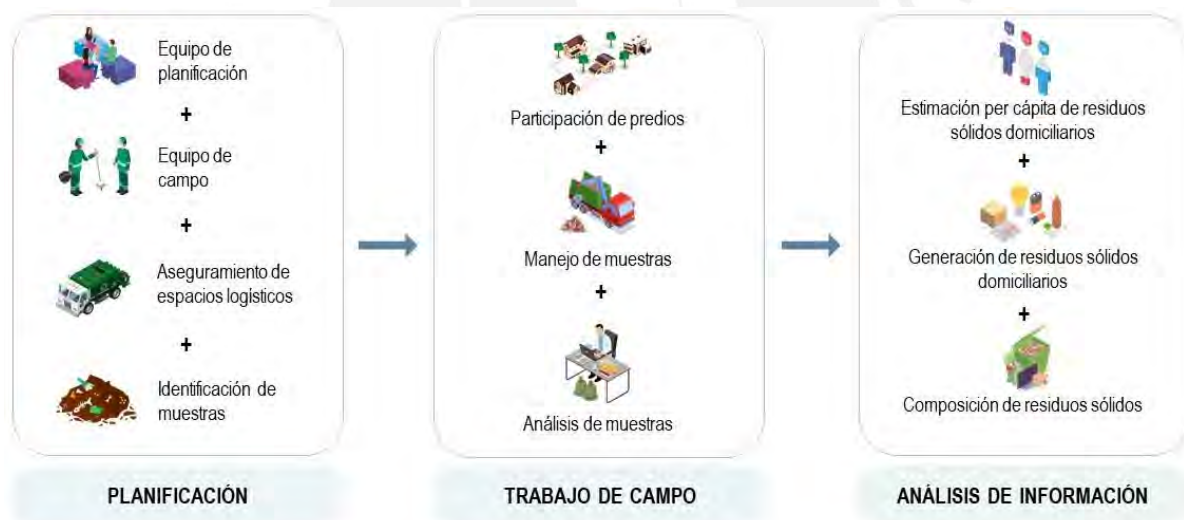 Equipo de
planificación
+
Equipo de
campo
+
Aseguramiento de
espacios logísticos
+
Identificación de
muestras
PLANIFICACIÓN
Participación de predios
+
Manejo de muestras
+
Análisis de muestras
TRABAJO DE CAMPO
Estimación per cápita de residuos
sólidos domiciliarios
+
Generación de residuos sólidos
domiciliarios
+
Composición de residuos sólidos
ANÁLISIS DE INFORMACIÓN